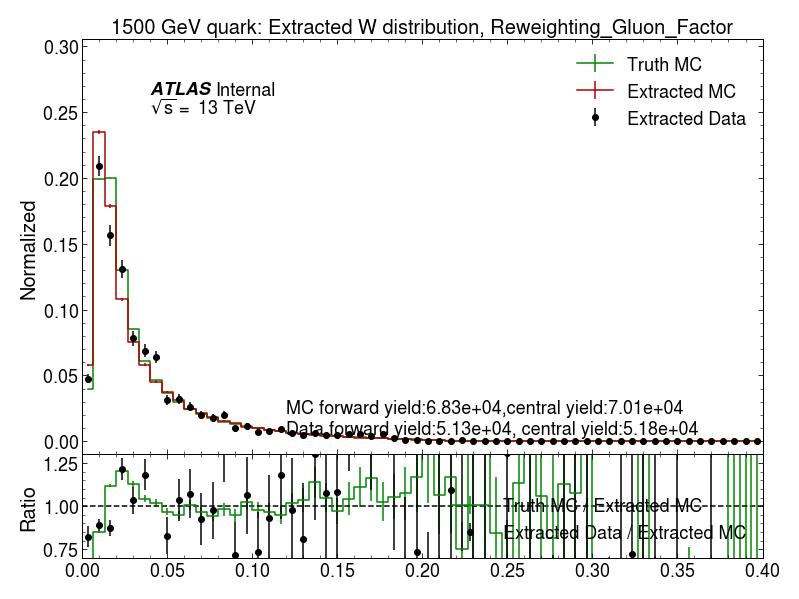 1500 GeV quark: Extracted W distribution, Reweighting_Gluon_Factor
0.30
0.25
0.20
0.15
0.10
0.05
0.00
Normalized
ATLAS Internal
√s = 13 TeV
Truth MC
Extracted MC
Extracted Data
MC forward yield:6.83e+04,central yield:7.01e+04
Data forward yield:5.13e+04, central yield:5.18e+04
1.25
1.00
0.75
Ratio
Truth MC / Extracted MC
Extracted Data / Extracted MC
0.00 0.05 0.10 0.15 0.20 0.25 0.30 0.35 0.40